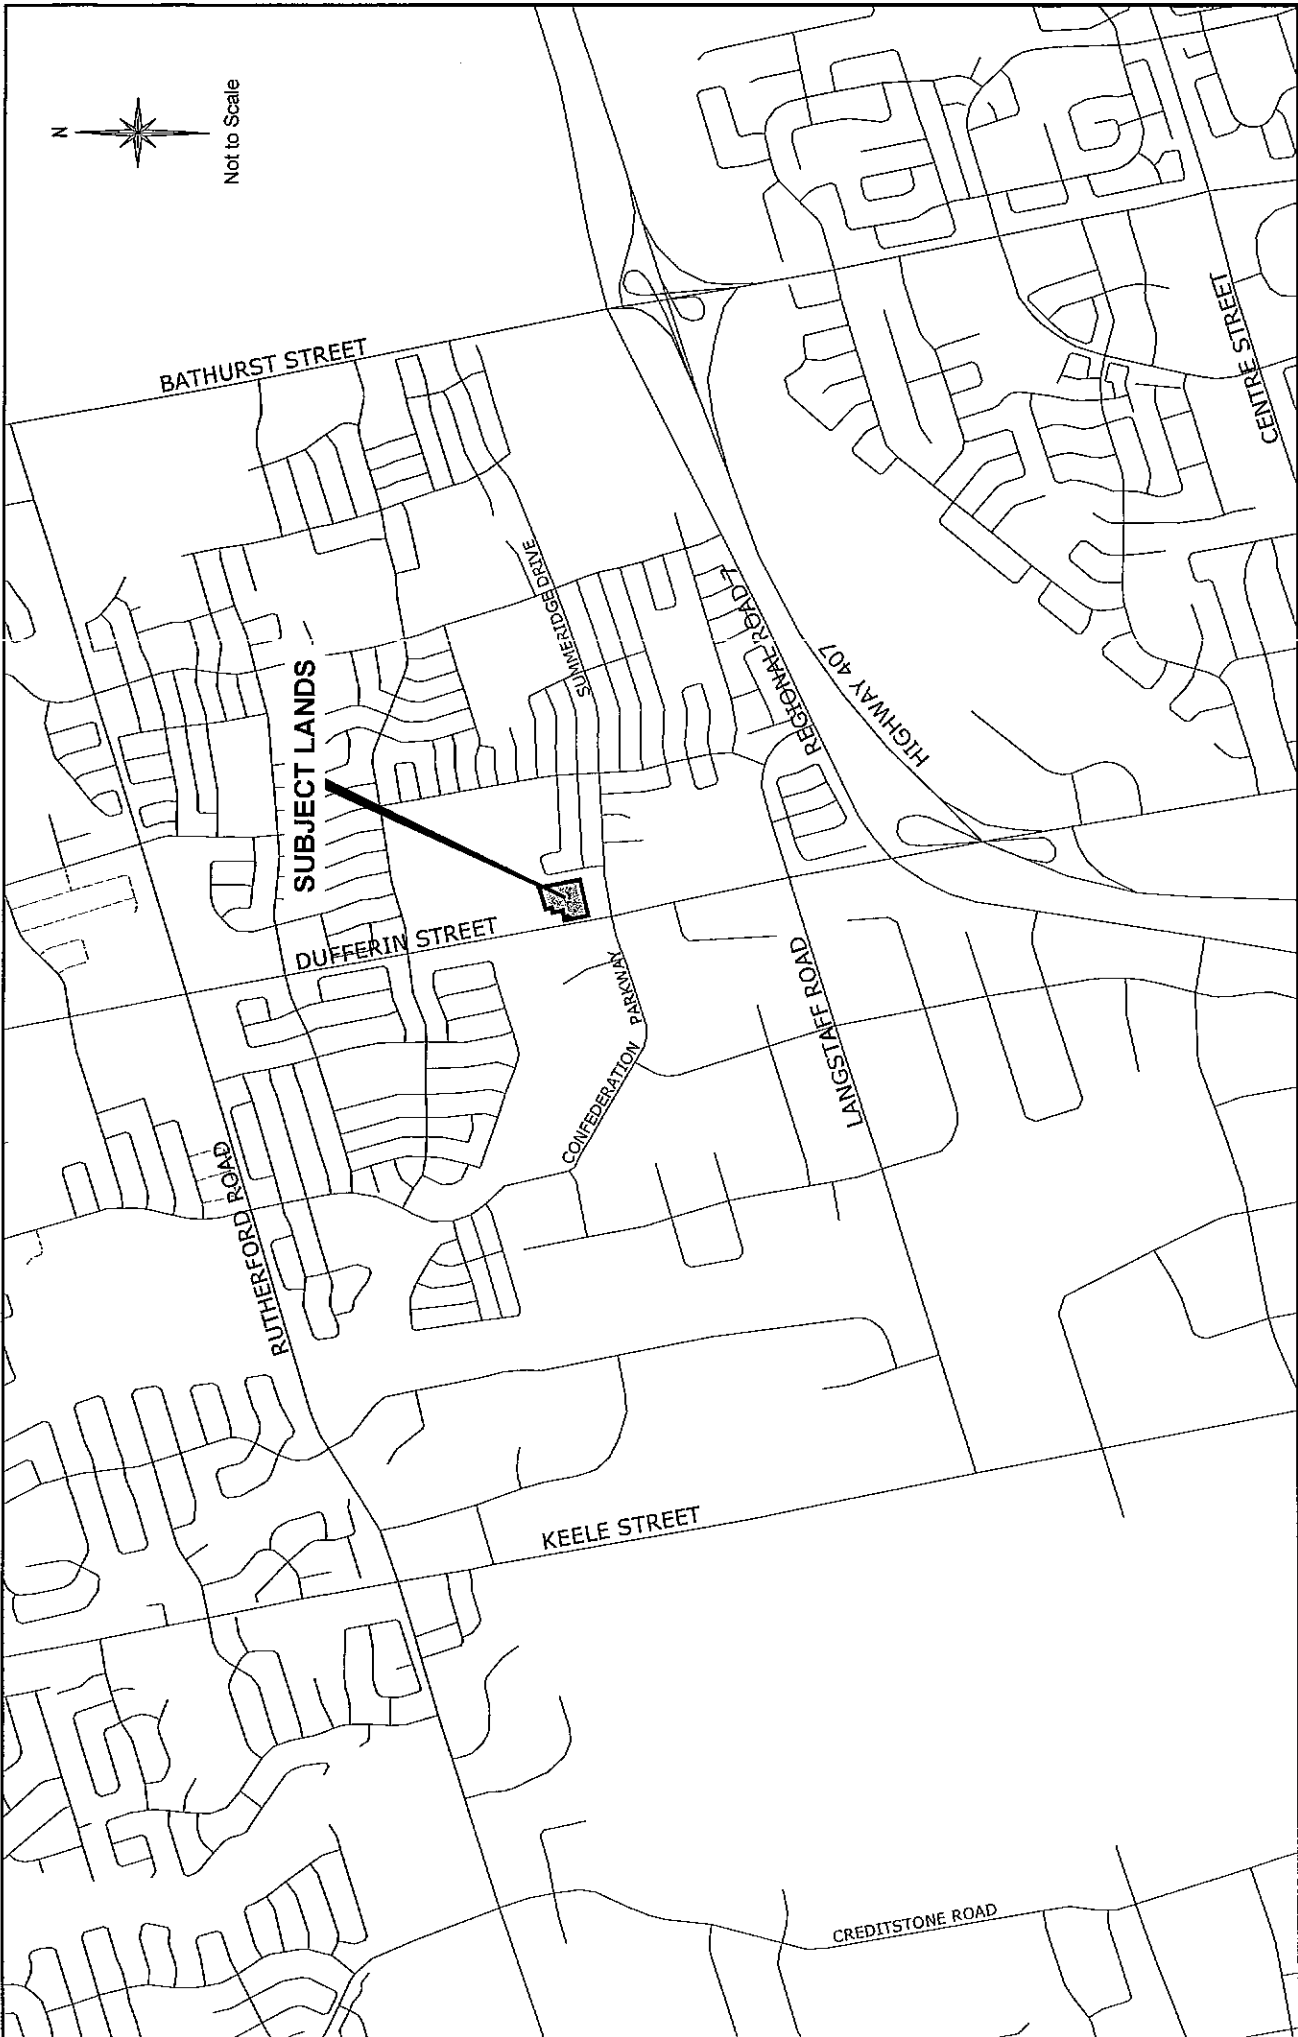 N
Not to Scale
BATHURST STREET
CENTRE STREET
SUMMERIDGE DRIVE
REGIONAL ROAD 7
HIGHWAY 407
SUBJECT LANDS
DUFFERIN STREET
CONFEDERATION PARKWAY
LANGSTAFF ROAD
RUTHERFORD ROAD
KEELE STREET
CREDITSTONE ROAD